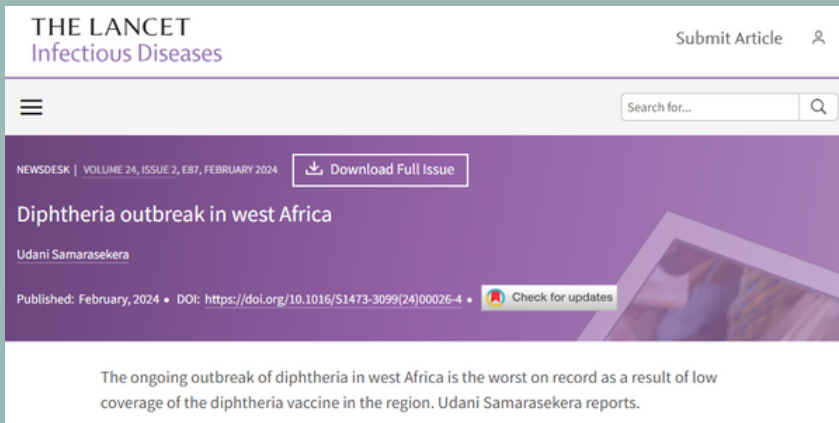 THE LANCET
Infectious Diseases
Submit Article
Search for...
NEWSDESK | VOLUME 24, ISSUE 2, E87, FEBRUARY 2024
Download Full Issue
Diphtheria outbreak in west Africa
Udani Samarasekera
Published: February, 2024 • DOI: https://doi.org/10.1016/S1473-3099(24)00026-4 •
Check for updates
The ongoing outbreak of diphtheria in west Africa is the worst on record as a result of low
coverage of the diphtheria vaccine in the region. Udani Samarasekera reports.